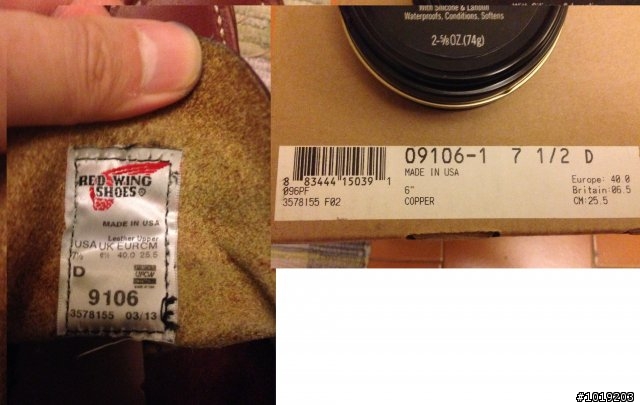 RED WING
SHOES®
MADE IN USA
Leather Upper
USA UK EUR CM
7½ 6½ 40.0 25.5
D
9106
3578155 03/13
With Silicone & Lanolin
Waterproofs, Conditions, Softens
2-⅝ OZ. (74g)
8 83444 15039 1
096PF
3578155 F02
09106-1 7 1/2 D
MADE IN USA
6"
COPPER
Europe: 40.0
Britain:06.5
CM:25.5
#1019203